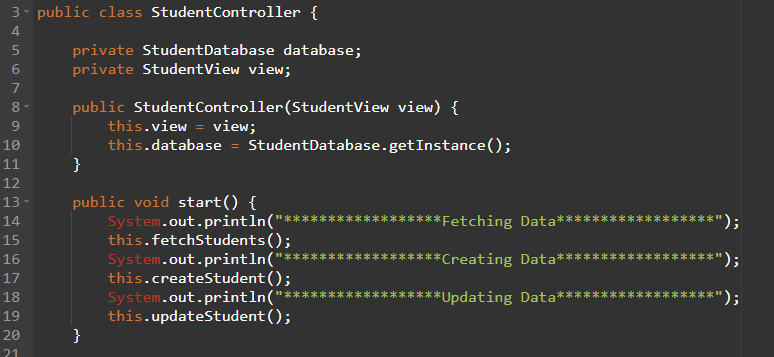 3 public class StudentController {
4
5 private StudentDatabase database;
6 private StudentView view;
7
8 public StudentController(StudentView view) {
9 this.view = view;
10 this.database = StudentDatabase.getInstance();
11 }
12
13 public void start() {
14 System.out.println("******************Fetching Data******************");
15 this.fetchStudents();
16 System.out.println("******************Creating Data******************");
17 this.createStudent();
18 System.out.println("******************Updating Data******************");
19 this.updateStudent();
20 }
21